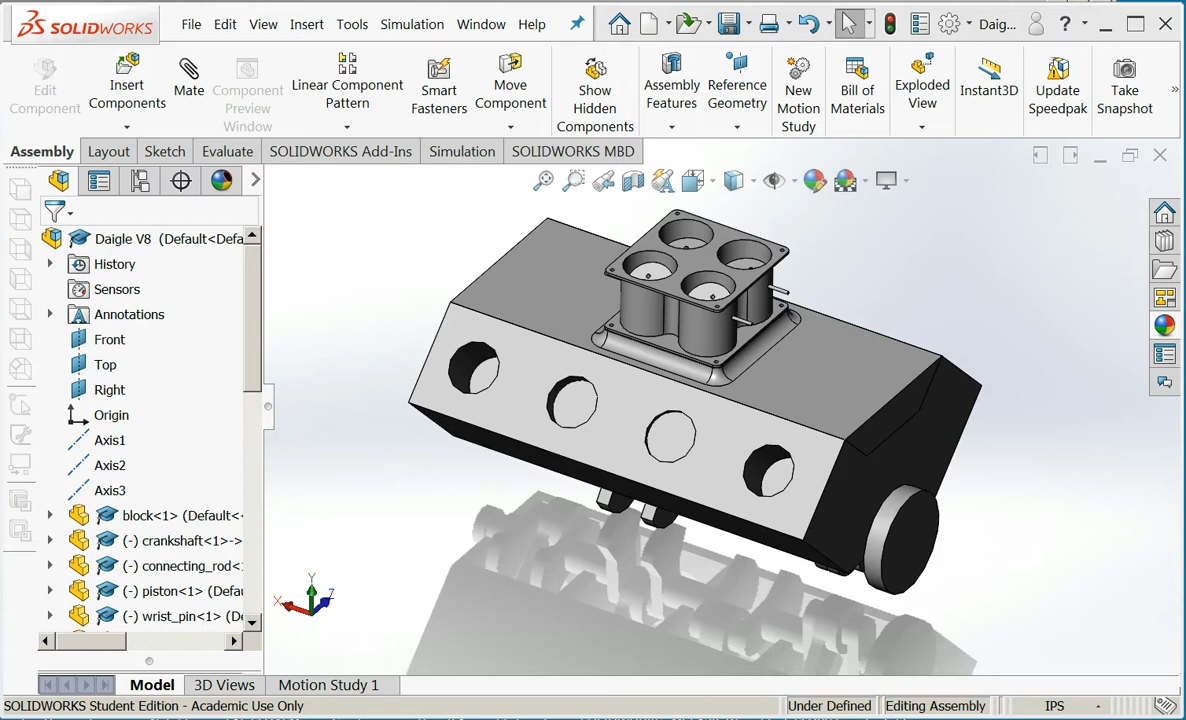 SOLIDWORKS File Edit View Insert Tools Simulation Window Help Daig... ?
Edit Component
Insert Components
Mate
Component Preview Window
Linear Component Pattern
Smart Fasteners
Move Component
Show Hidden Components
Assembly Features
Reference Geometry
New Motion Study
Bill of Materials
Exploded View
Instant3D
Update Speedpak
Take Snapshot
»
Assembly Layout Sketch Evaluate SOLIDWORKS Add-Ins Simulation SOLIDWORKS MBD
Daigle V8 (Default<Defa
History
Sensors
A Annotations
Front
Top
Right
Origin
Axis1
Axis2
Axis3
block<1> (Default<
(-) crankshaft<1>->
(-) connecting_rod<
(-) piston<1> (Defau
(-) wrist_pin<1> (De
Y
X Z
Model 3D Views Motion Study 1
SOLIDWORKS Student Edition - Academic Use Only Under Defined Editing Assembly IPS